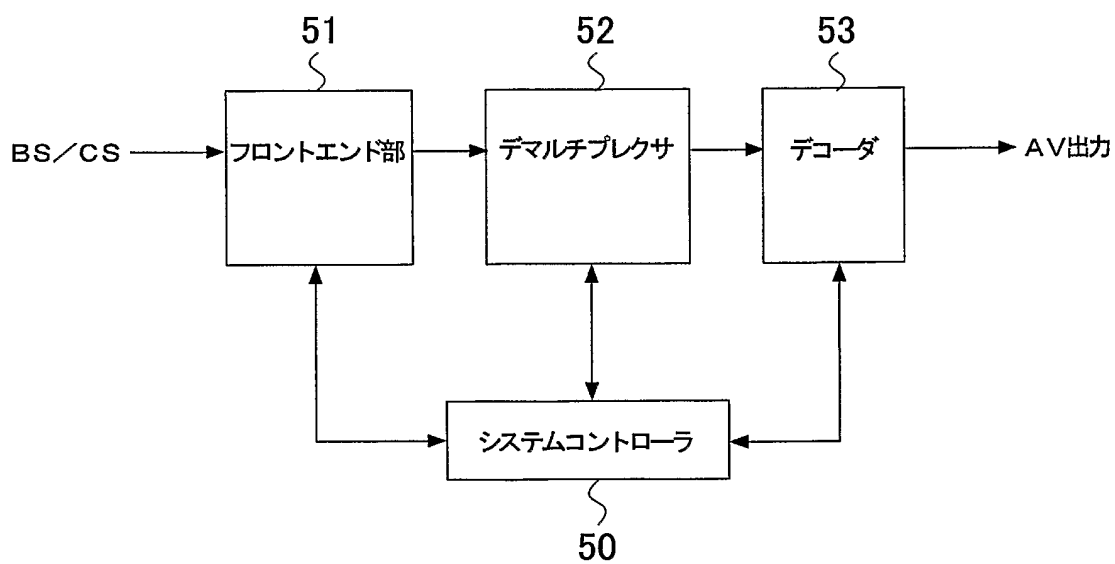 51
52
53
ＢＳ／ＣＳ
フロントエンド部
デマルチプレクサ
デコーダ
ＡＶ出力
システムコントローラ
50